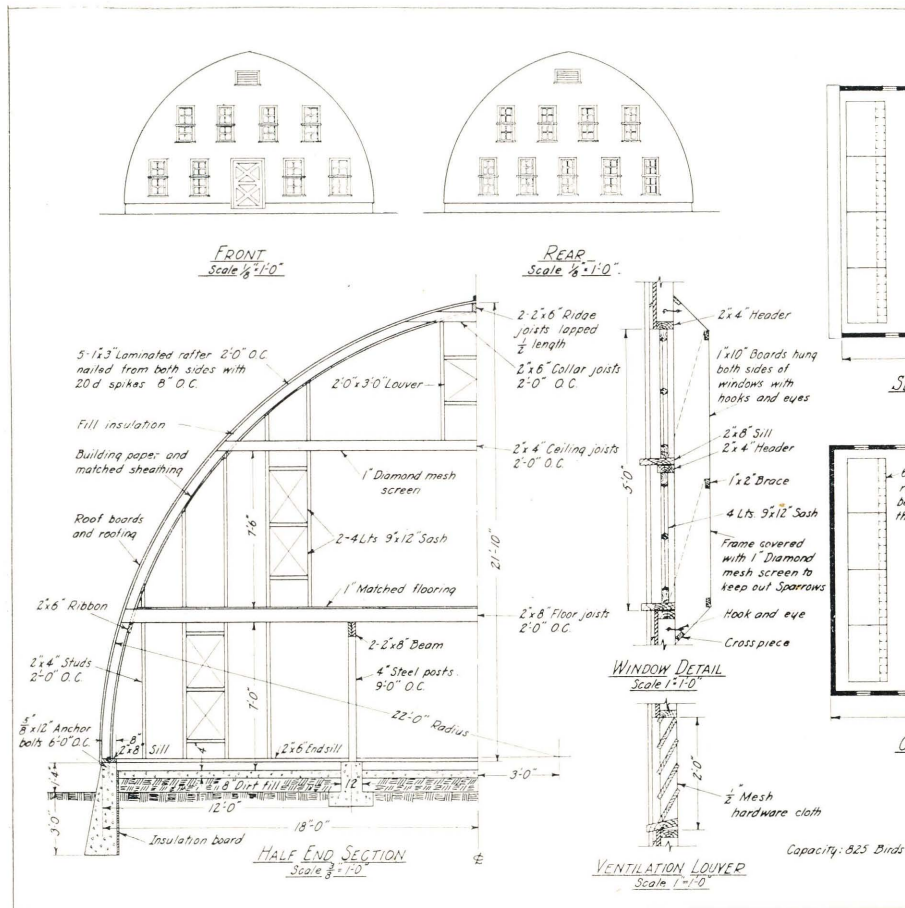 FRONT
Scale 1/8"=1'-0"
REAR
Scale 1/8"=1'-0".
5-1"x3" Laminated rafter 2'-0" O.C.
nailed from both sides with
20d spikes 8" O.C.
Fill insulation
Building paper and
matched sheathing
Roof boards
and roofing
2"x6" Ribbon
2"x4" Studs
2'-0" O.C.
5/8"x12" Anchor
bolts 6'-0" O.C.
8"
2"x8" Sill
2-2"x6" Ridge
joists lapped
1/2 length
2"x6" Collar joists
2'-0" O.C.
2'-0"x3'-0" Louver
2"x4" Ceiling joists
2'-0" O.C.
1" Diamond mesh
screen
7'-6"
2-4 Lts 9"x12" Sash
21'-10"
1" Matched flooring
2"x8" Floor joists
2'-0" O.C.
2-2"x8" Beam
4" Steel posts
9'-0" O.C.
7'-0"
22'-0" Radius
4"
2"x6" Endsill
3'-0"
1'-4"
3'-0"
8" Dirt fill
12"
12'-0"
18'-0"
Insulation board
HALF END SECTION
Scale 3/8"=1'-0"
2"x4" Header
1"x10" Boards hung
both sides of
windows with
hooks and eyes
2"x8" Sill
2"x4" Header
5'-0"
1"x2" Brace
4 Lts. 9"x12" Sash
Frame covered
with 1" Diamond
mesh screen to
keep out Sparrows
Hook and eye
Crosspiece
WINDOW DETAIL
Scale 1"=1'-0"
2'-0"
1/2" Mesh
hardware cloth
VENTILATION LOUVER
Scale 1"=1'-0"
Capacity: 825 Birds